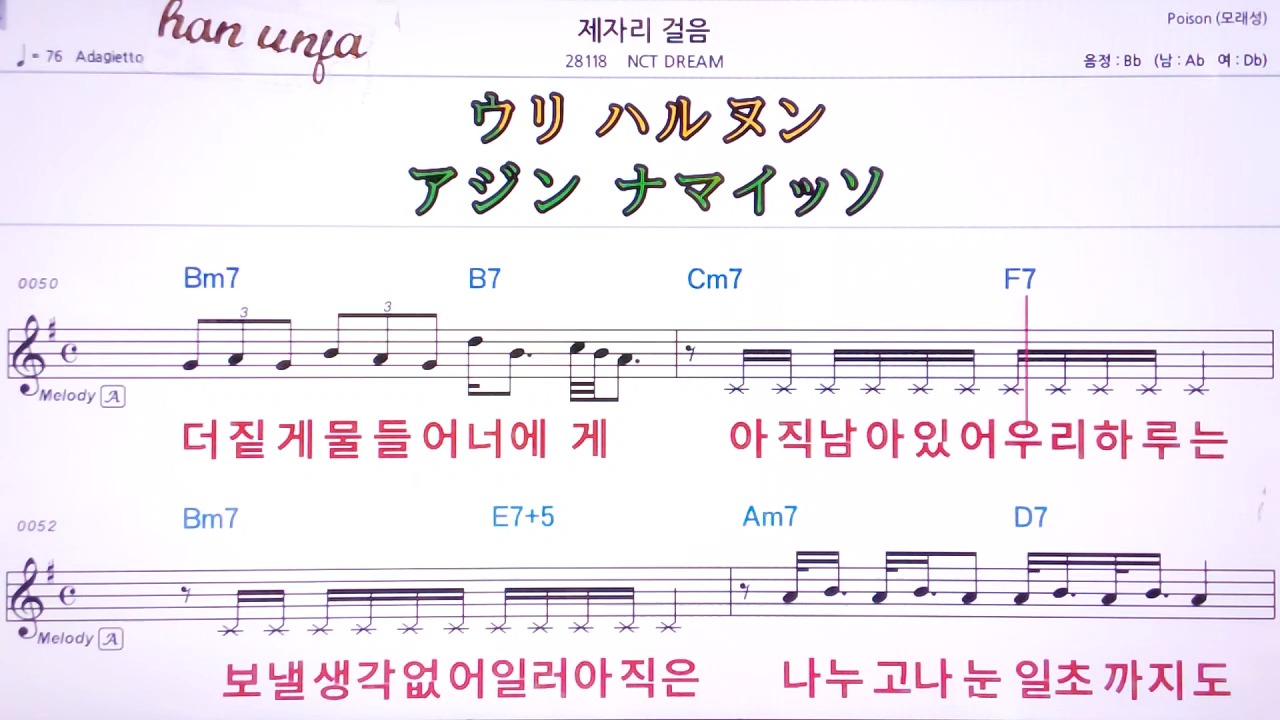 han unfa
제자리 걸음
Poison (모래성)
♩= 76 Adagietto
28118 NCT DREAM
음정 : Bb (남 : Ab 여 : Db)
ウリ ハルヌン
アジン ナマイッソ
0050 Bm7 B7 Cm7 F7
3 3
Melody A
더 짙 게 물 들 어 너에 게 아 직남 아 있 어 우 리 하 루 는
0052 Bm7 E7+5 Am7 D7
Melody A
보낼 생각 없 어일러아 직은 나누 고나 눈 일초 까지 도